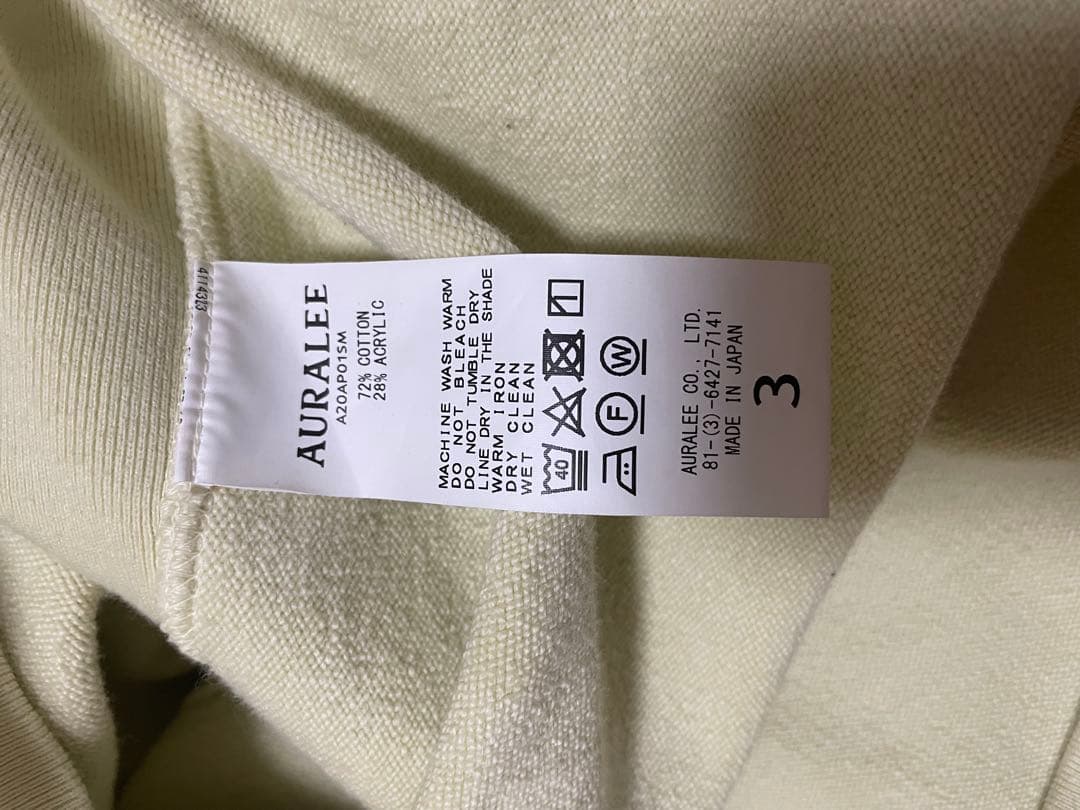 AURALEE
A20AP01SM
72% COTTON
28% ACRYLIC
MACHINE WASH WARM
DO NOT BLEACH
DO NOT TUMBLE DRY
LINE DRY IN THE SHADE
WARM IRON
DRY CLEAN
WET CLEAN
40
F W
AURALEE CO., LTD.
81-(3)-6427-7141
MADE IN JAPAN
3